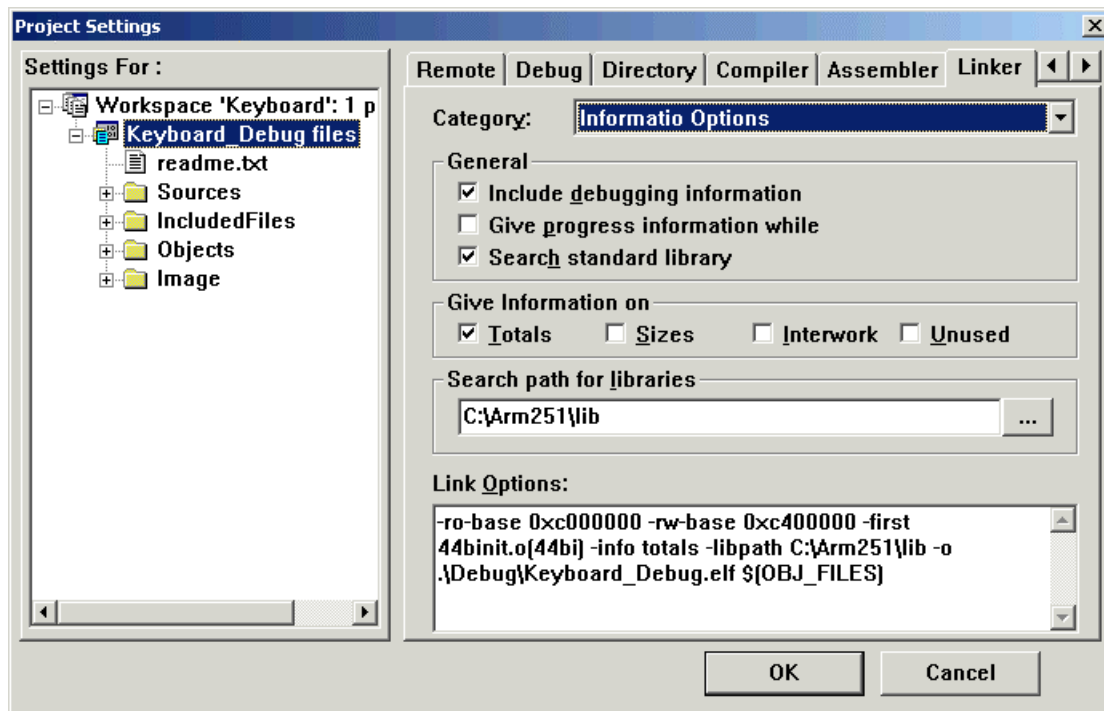 Project Settings
Settings For :
Workspace 'Keyboard': 1 p
Keyboard_Debug files
readme.txt
Sources
IncludedFiles
Objects
Image
Remote Debug Directory Compiler Assembler Linker
Category: Informatio Options
General
Include debugging information
Give progress information while
Search standard library
Give Information on
Totals Sizes Interwork Unused
Search path for libraries
C:\Arm251\lib ...
Link Options:
-ro-base 0xc000000 -rw-base 0xc400000 -first
44binit.o(44bi) -info totals -libpath C:\Arm251\lib -o
.\Debug\Keyboard_Debug.elf $(OBJ_FILES)
OK Cancel